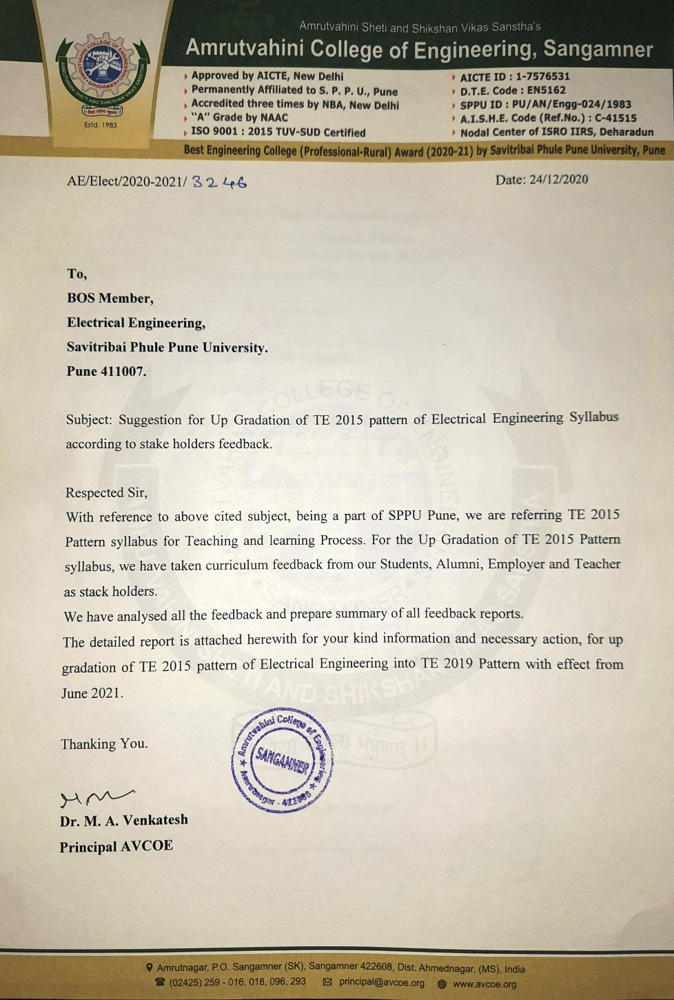 Amrutvahini Sheti and Shikshan Vikas Sanstha's
Amrutvahini College of Engineering, Sangamner
Approved by AICTE, New Delhi
Permanently Affiliated to S. P. P. U., Pune
Accredited three times by NBA, New Delhi
"A" Grade by NAAC
ISO 9001 : 2015 TUV-SUD Certified
AICTE ID : 1-7576531
D.T.E. Code : EN5162
SPPU ID : PU/AN/Engg-024/1983
A.I.S.H.E. Code (Ref.No.) : C-41515
Nodal Center of ISRO IIRS, Deharadun
AMRUTVAHINI COLLEGE OF ENGINEERING
SANGAMNER
AMRUTVAHINI SHETI AND SHIKSHAN VIKAS SANSTHA
Estd. 1983
Best Engineering College (Professional-Rural) Award (2020-21) by Savitribai Phule Pune University, Pune
AE/Elect/2020-2021/ 3246
Date: 24/12/2020
To,
BOS Member,
Electrical Engineering,
Savitribai Phule Pune University.
Pune 411007.
Subject: Suggestion for Up Gradation of TE 2015 pattern of Electrical Engineering Syllabus
according to stake holders feedback.
Respected Sir,
With reference to above cited subject, being a part of SPPU Pune, we are referring TE 2015
Pattern syllabus for Teaching and learning Process. For the Up Gradation of TE 2015 Pattern
syllabus, we have taken curriculum feedback from our Students, Alumni, Employer and Teacher
as stack holders.
We have analysed all the feedback and prepare summary of all feedback reports.
The detailed report is attached herewith for your kind information and necessary action, for up
gradation of TE 2015 pattern of Electrical Engineering into TE 2019 Pattern with effect from
June 2021.
Thanking You.
Amrutvahini College of Engineering
SANGAMNER
Amrutnagar
Dr. M. A. Venkatesh
Principal AVCOE
Amrutnagar, P.O. Sangamner (SK), Sangamner 422608, Dist. Ahmednagar, (MS), India
(02425) 259 - 016, 018, 096, 293 principal@avcoe.org www.avcoe.org